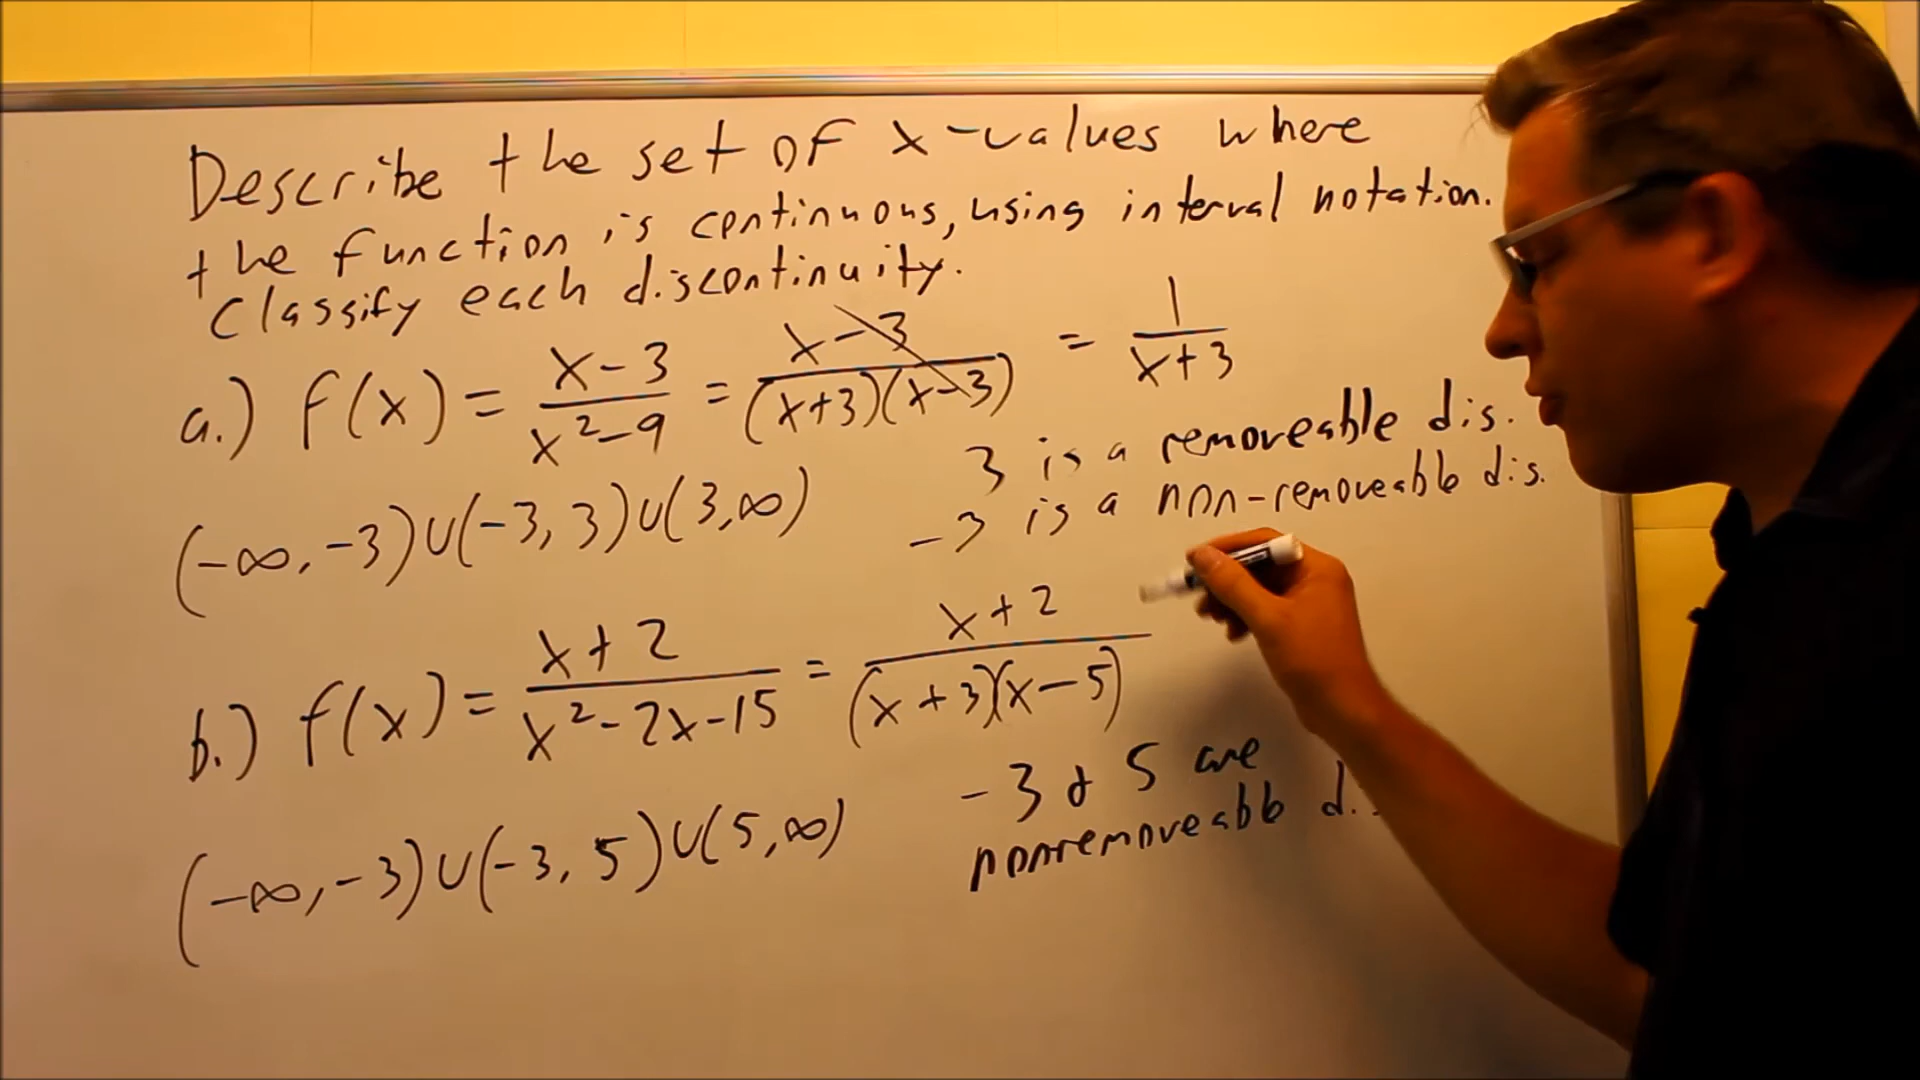 Describe the set of x-values where
the function is continuous, using interval notation.
Classify each discontinuity.
a.) f(x) = x-3 / x²-9 = x-3 / (x+3)(x-3) = 1 / x+3
3 is a removeable dis.
(-∞, -3)∪(-3, 3)∪(3, ∞)
-3 is a non-removeable dis.
b.) f(x) = x+2 / x²-2x-15 = x+2 / (x+3)(x-5)
-3 & 5 are
(-∞, -3)∪(-3, 5)∪(5, ∞)
nonremoveable